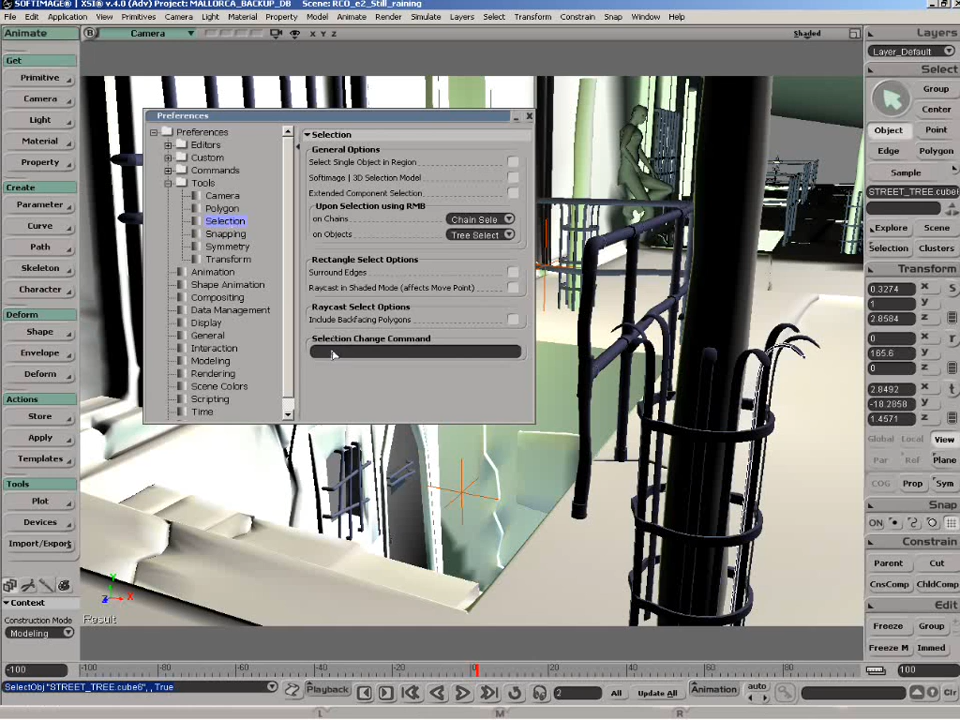 SOFTIMAGE® | XSI® v.4.0 (Adv) Project: MALLORCA_BACKUP_DB Scene: RCO_e2_Still_raining
File Edit Application View Primitives Camera Light Material Property Model Animate Render Simulate Layers Select Transform Constrain Snap Window Help
Animate
B Camera X Y Z Shaded
Layers
Layer_Default
Get
Primitive
Camera
Light
Material
Property
Create
Parameter
Curve
Path
Skeleton
Character
Deform
Shape
Envelope
Deform
Actions
Store
Apply
Templates
Tools
Plot
Devices
Import/Export
Context
Construction Mode
Modeling
Preferences
Preferences
Editors
Custom
Commands
Tools
Camera
Polygon
Selection
Snapping
Symmetry
Transform
Animation
Shape Animation
Compositing
Data Management
Display
General
Interaction
Modeling
Rendering
Scene Colors
Scripting
Time
Selection
General Options
Select Single Object in Region
Softimage | 3D Selection Model
Extended Component Selection
Upon Selection using RMB
on Chains Chain Sele
on Objects Tree Select
Rectangle Select Options
Surround Edges
Raycast in Shaded Mode (affects Move Point)
Raycast Select Options
Include Backfacing Polygons
Selection Change Command
Y
Z X
Result
Select
Group
Center
Object Point
Edge Polygon
Sample
STREET_TREE.cube6
Explore Scene
Selection Clusters
Transform
0.3274 x S
1 y
2.8584 z
0 x r
165.6 y
0 z
2.8492 x t
-18.2858 y
1.4571 z
Global Local View
Par Ref Plane
COG Prop Sym
Snap
ON
Constrain
Parent Cut
CnsComp ChldComp
Edit
Freeze Group
Freeze M Immed
-100 -100 -80 -60 -40 -20 0 20 40 60 80 100
SelectObj "STREET_TREE.cube6", , True Playback 2 All Update All Animation auto Clr
L M R